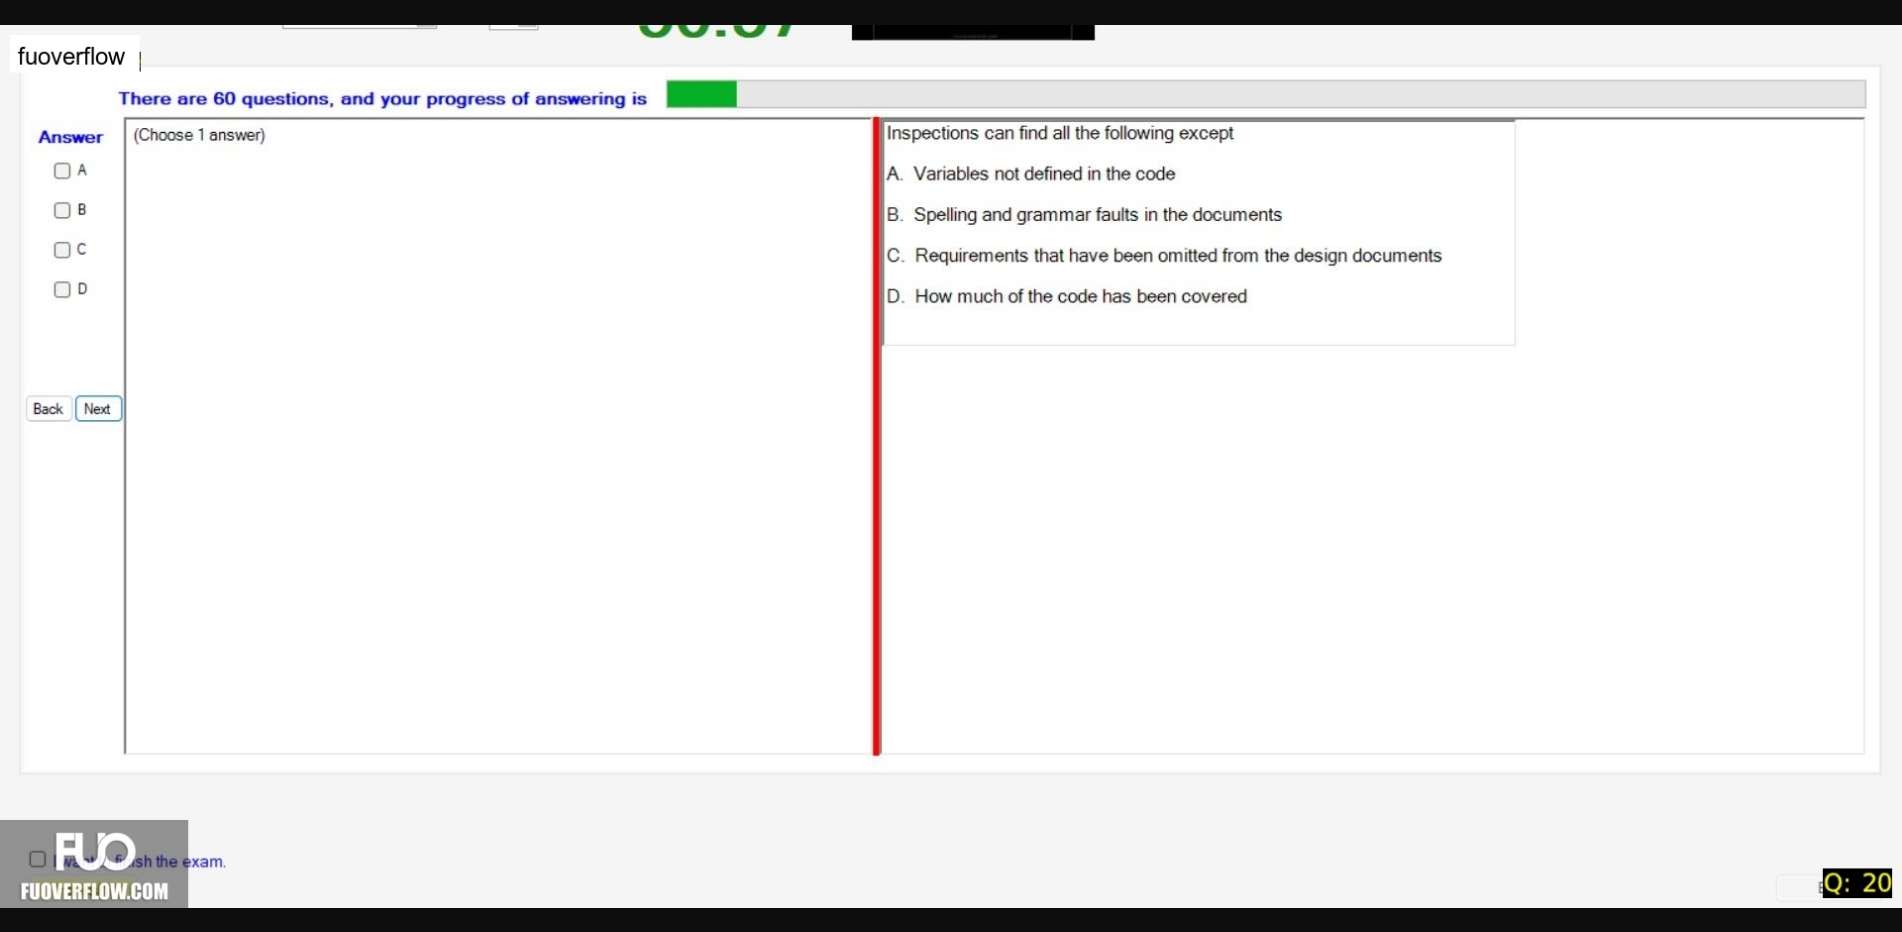 fuoverflow
There are 60 questions, and your progress of answering is
Answer
(Choose 1 answer)
A
B
C
D
Back
Next
Inspections can find all the following except
A. Variables not defined in the code
B. Spelling and grammar faults in the documents
C. Requirements that have been omitted from the design documents
D. How much of the code has been covered
FUO
the exam.
FUOVERFLOW.COM
Q: 20